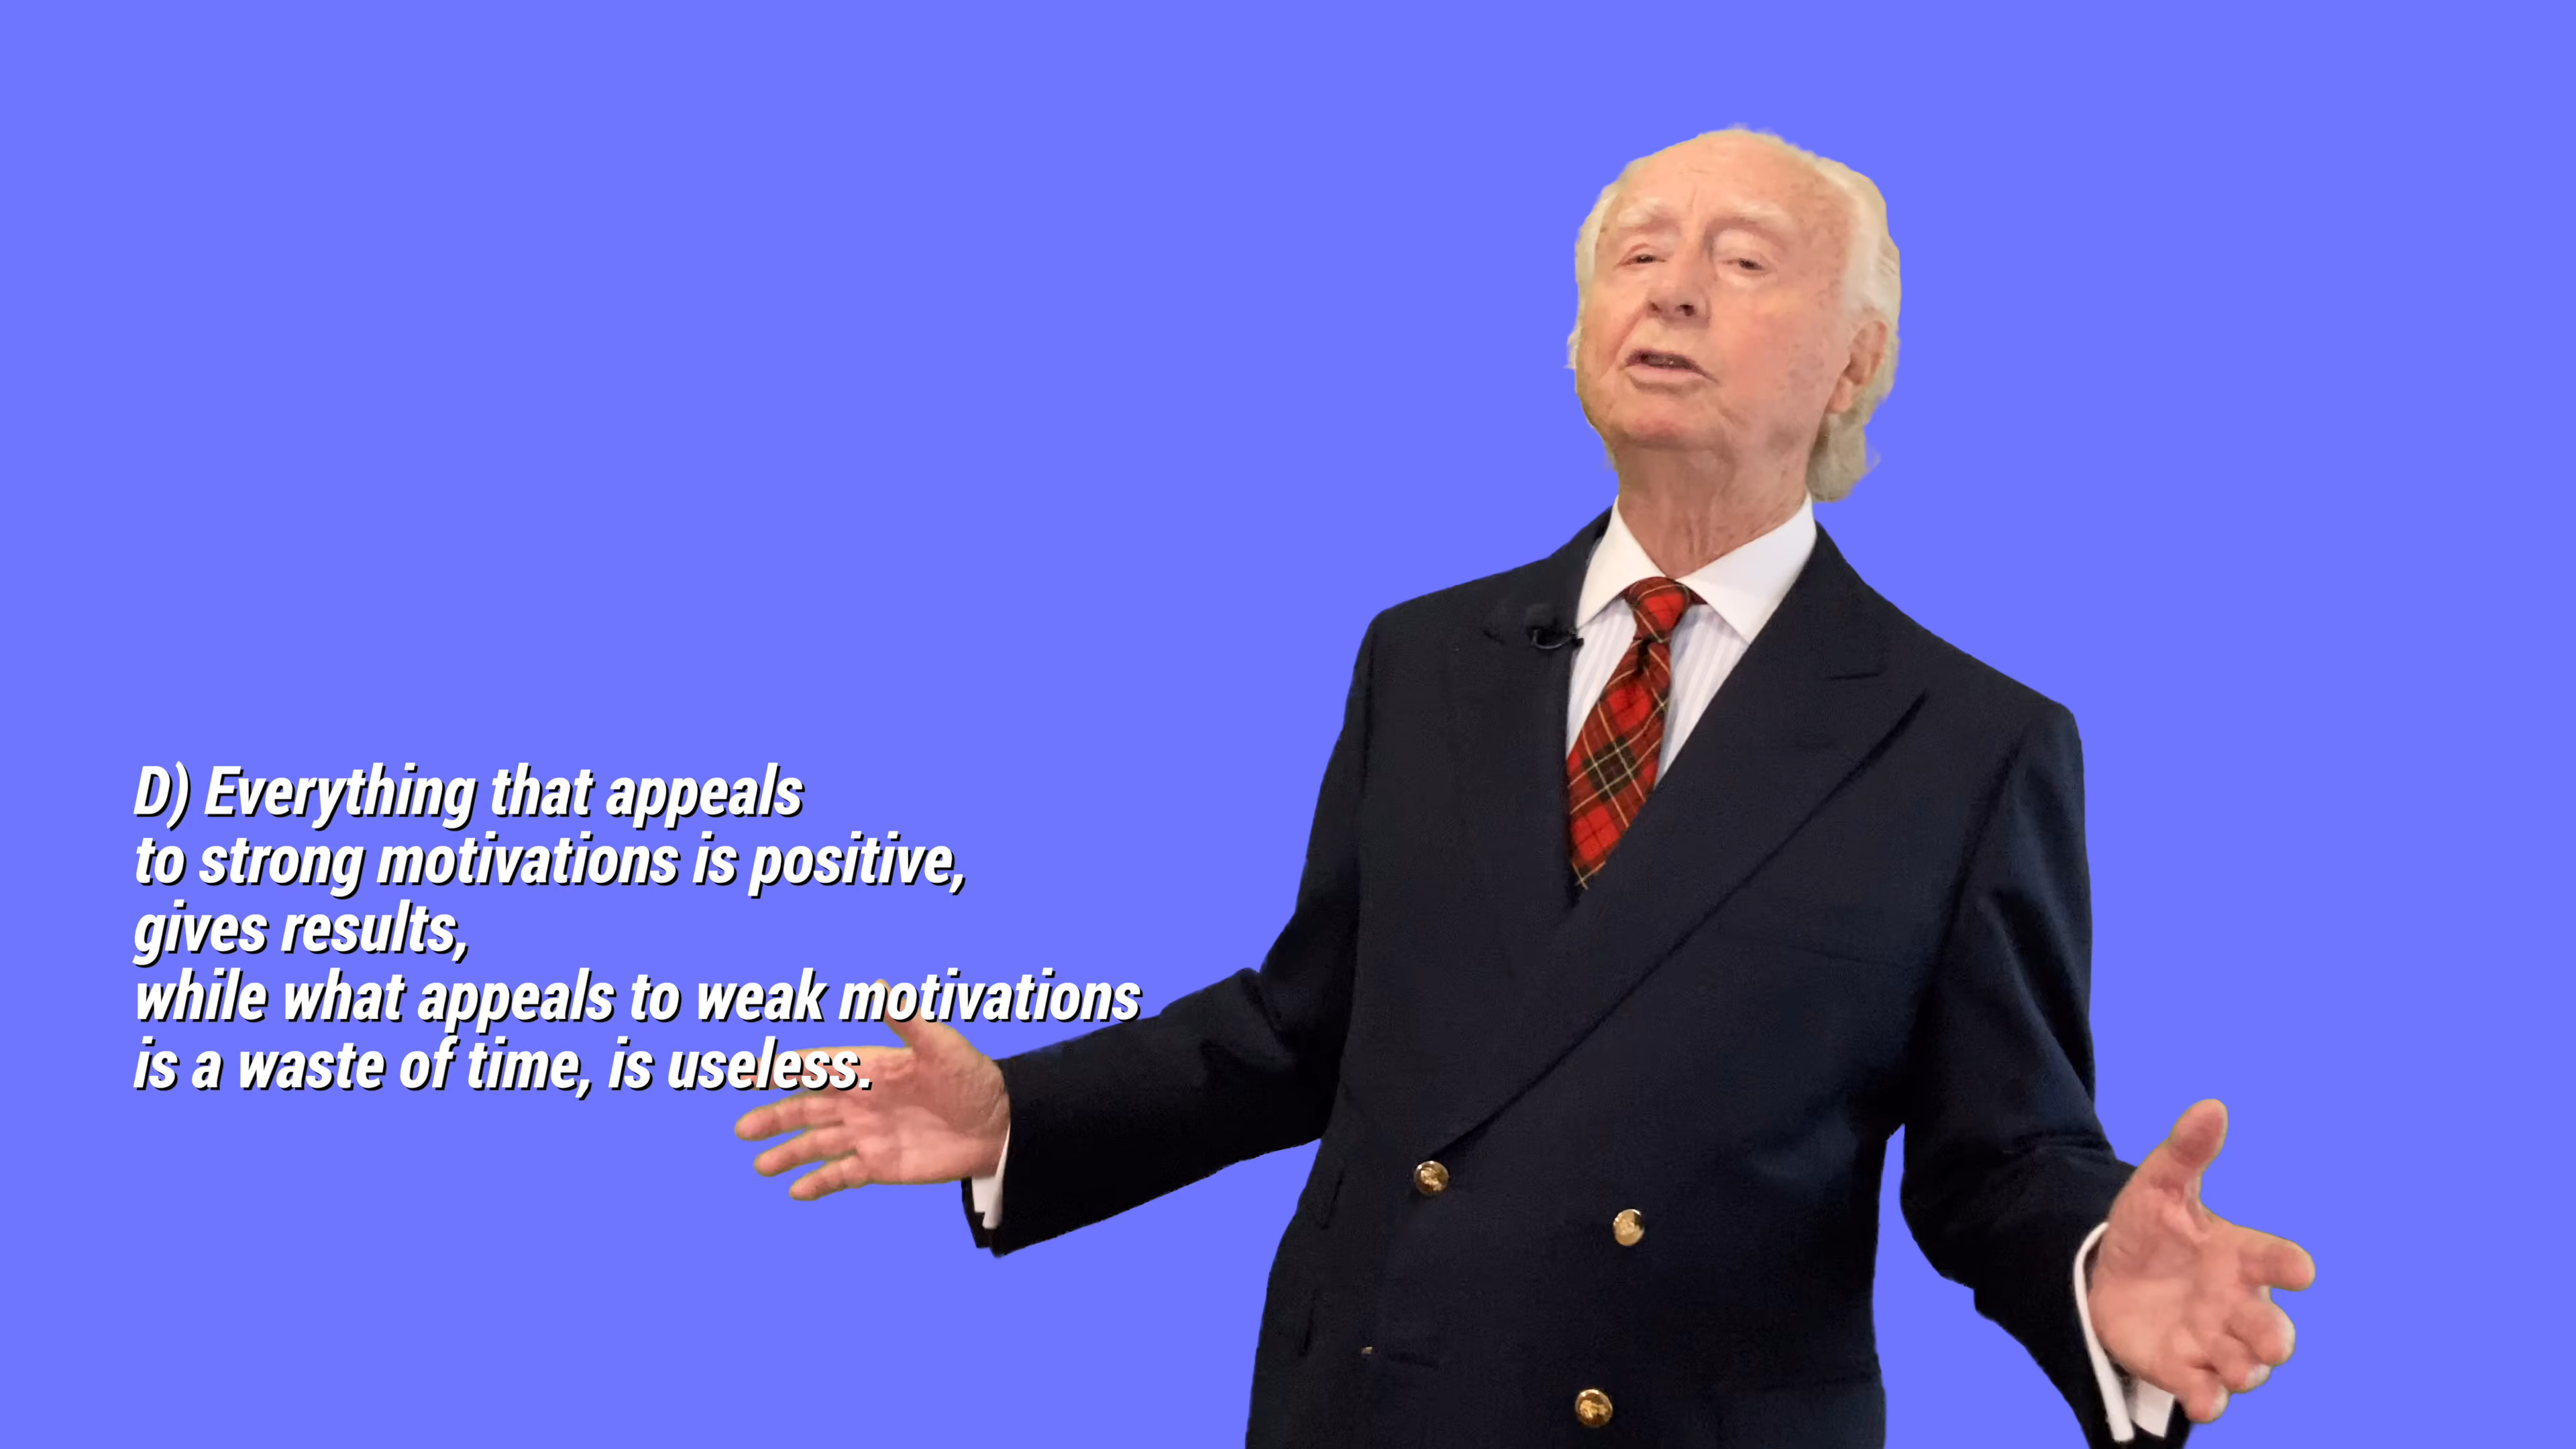 D) Everything that appeals
to strong motivations is positive,
gives results,
while what appeals to weak motivations
is a waste of time, is useless.